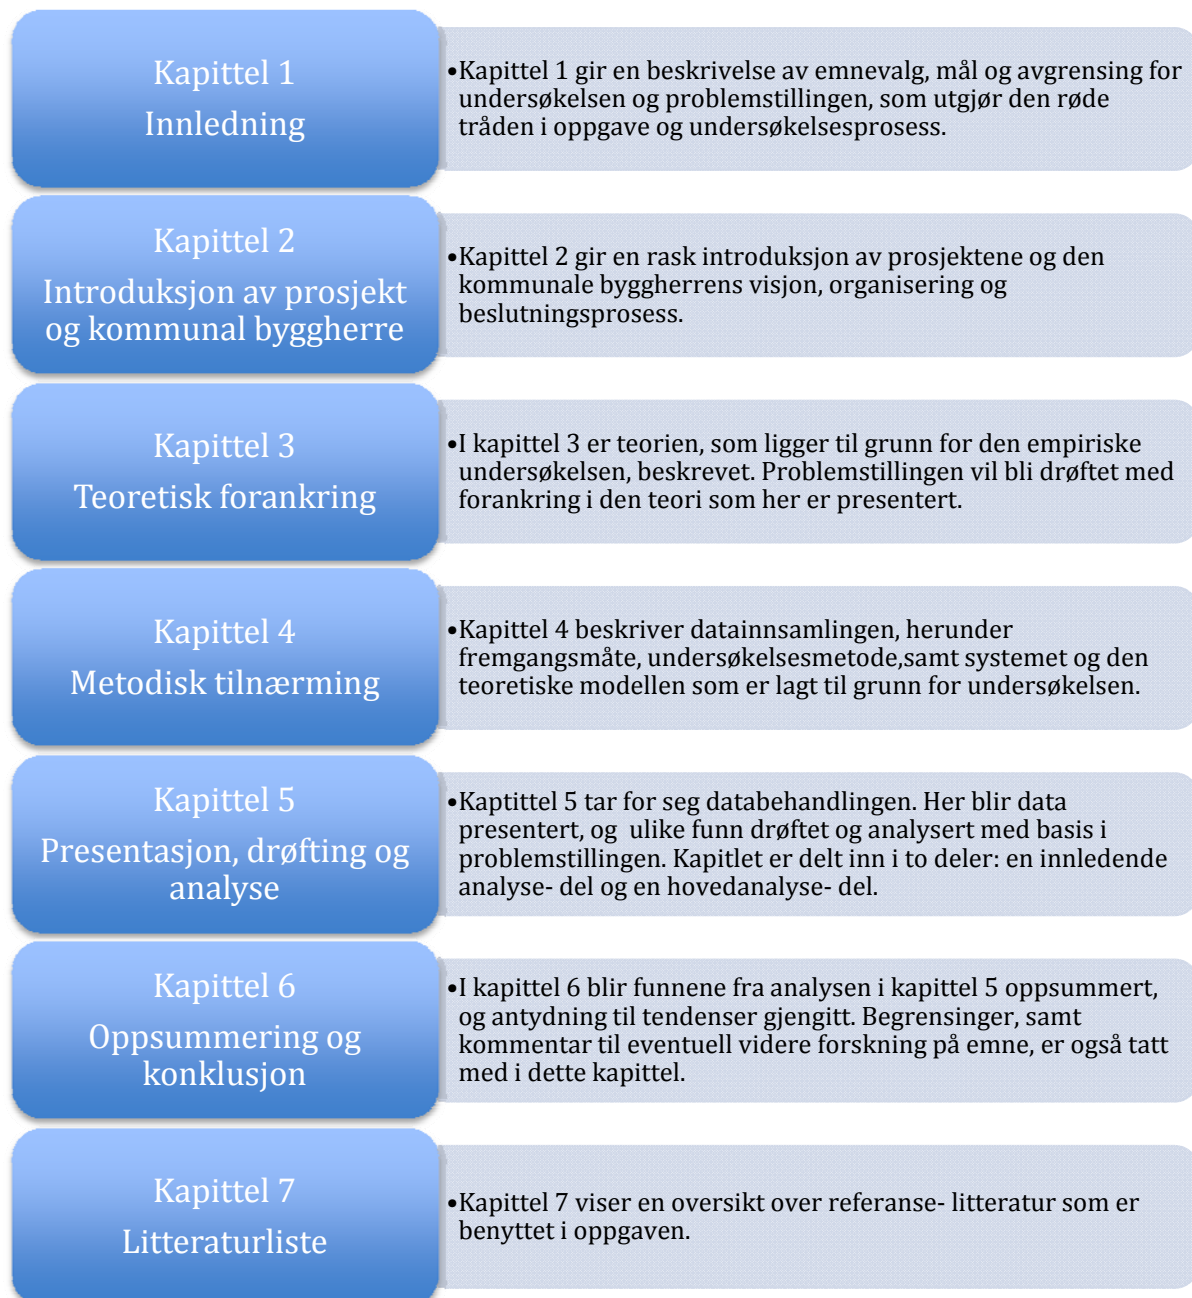 Kapittel 1
Innledning
•Kapittel 1 gir en beskrivelse av emnevalg, mål og avgrensing for
undersøkelsen og problemstillingen, som utgjør den røde
tråden i oppgave og undersøkelsesprosess.
Kapittel 2
Introduksjon av prosjekt
og kommunal byggherre
•Kapittel 2 gir en rask introduksjon av prosjektene og den
kommunale byggherrens visjon, organisering og
beslutningsprosess.
Kapittel 3
Teoretisk forankring
•I kapittel 3 er teorien, som ligger til grunn for den empiriske
undersøkelsen, beskrevet. Problemstillingen vil bli drøftet med
forankring i den teori som her er presentert.
Kapittel 4
Metodisk tilnærming
•Kapittel 4 beskriver datainnsamlingen, herunder
fremgangsmåte, undersøkelsesmetode,samt systemet og den
teoretiske modellen som er lagt til grunn for undersøkelsen.
Kapittel 5
Presentasjon, drøfting og
analyse
•Kaptittel 5 tar for seg databehandlingen. Her blir data
presentert, og  ulike funn drøftet og analysert med basis i
problemstillingen. Kapitlet er delt inn i to deler: en innledende
analyse- del og en hovedanalyse- del.
Kapittel 6
Oppsummering og
konklusjon
•I kapittel 6 blir funnene fra analysen i kapittel 5 oppsummert,
og antydning til tendenser gjengitt. Begrensinger, samt
kommentar til eventuell videre forskning på emne, er også tatt
med i dette kapittel.
Kapittel 7
Litteraturliste
•Kapittel 7 viser en oversikt over referanse- litteratur som er
benyttet i oppgaven.